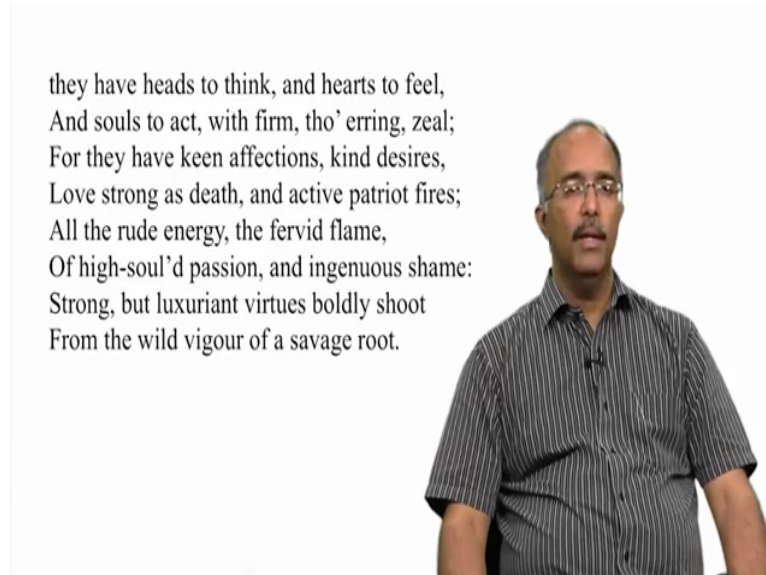 they have heads to think, and hearts to feel,
And souls to act, with firm, tho’ erring, zeal;
For they have keen affections, kind desires,
Love strong as death, and active patriot fires;
All the rude energy, the fervid flame,
Of high-soul’d passion, and ingenuous shame:
Strong, but luxuriant virtues boldly shoot
From the wild vigour of a savage root.